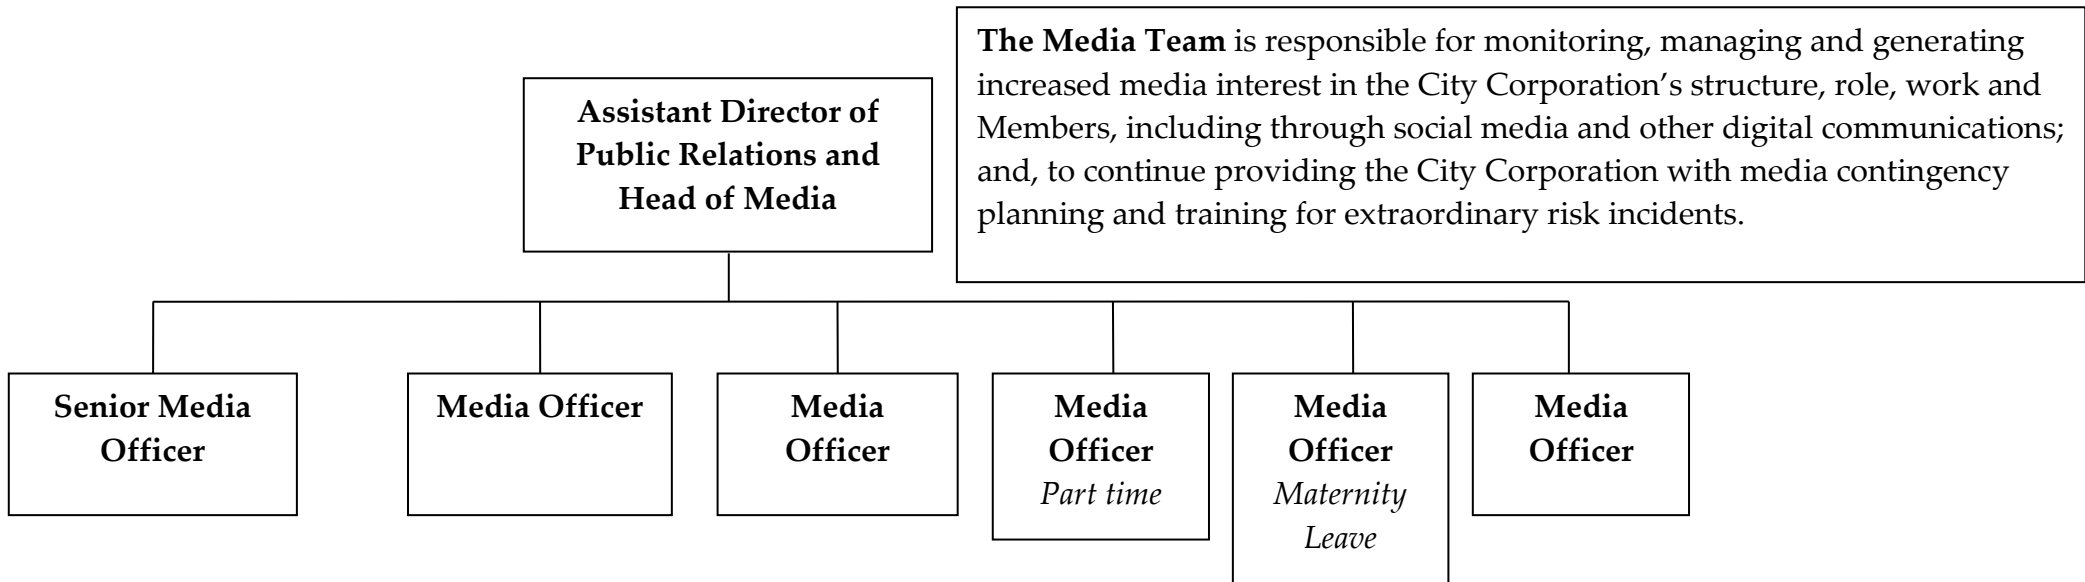 The Media Team is responsible for monitoring, managing and generating
increased media interest in the City Corporation’s structure, role, work and
Members, including through social media and other digital communications;
and, to continue providing the City Corporation with media contingency
planning and training for extraordinary risk incidents.
Assistant Director of
Public Relations and
Head of Media
Senior Media
Officer
Media Officer
Media
Officer
Media
Officer
Part time
Media
Officer
Maternity
Leave
Media
Officer